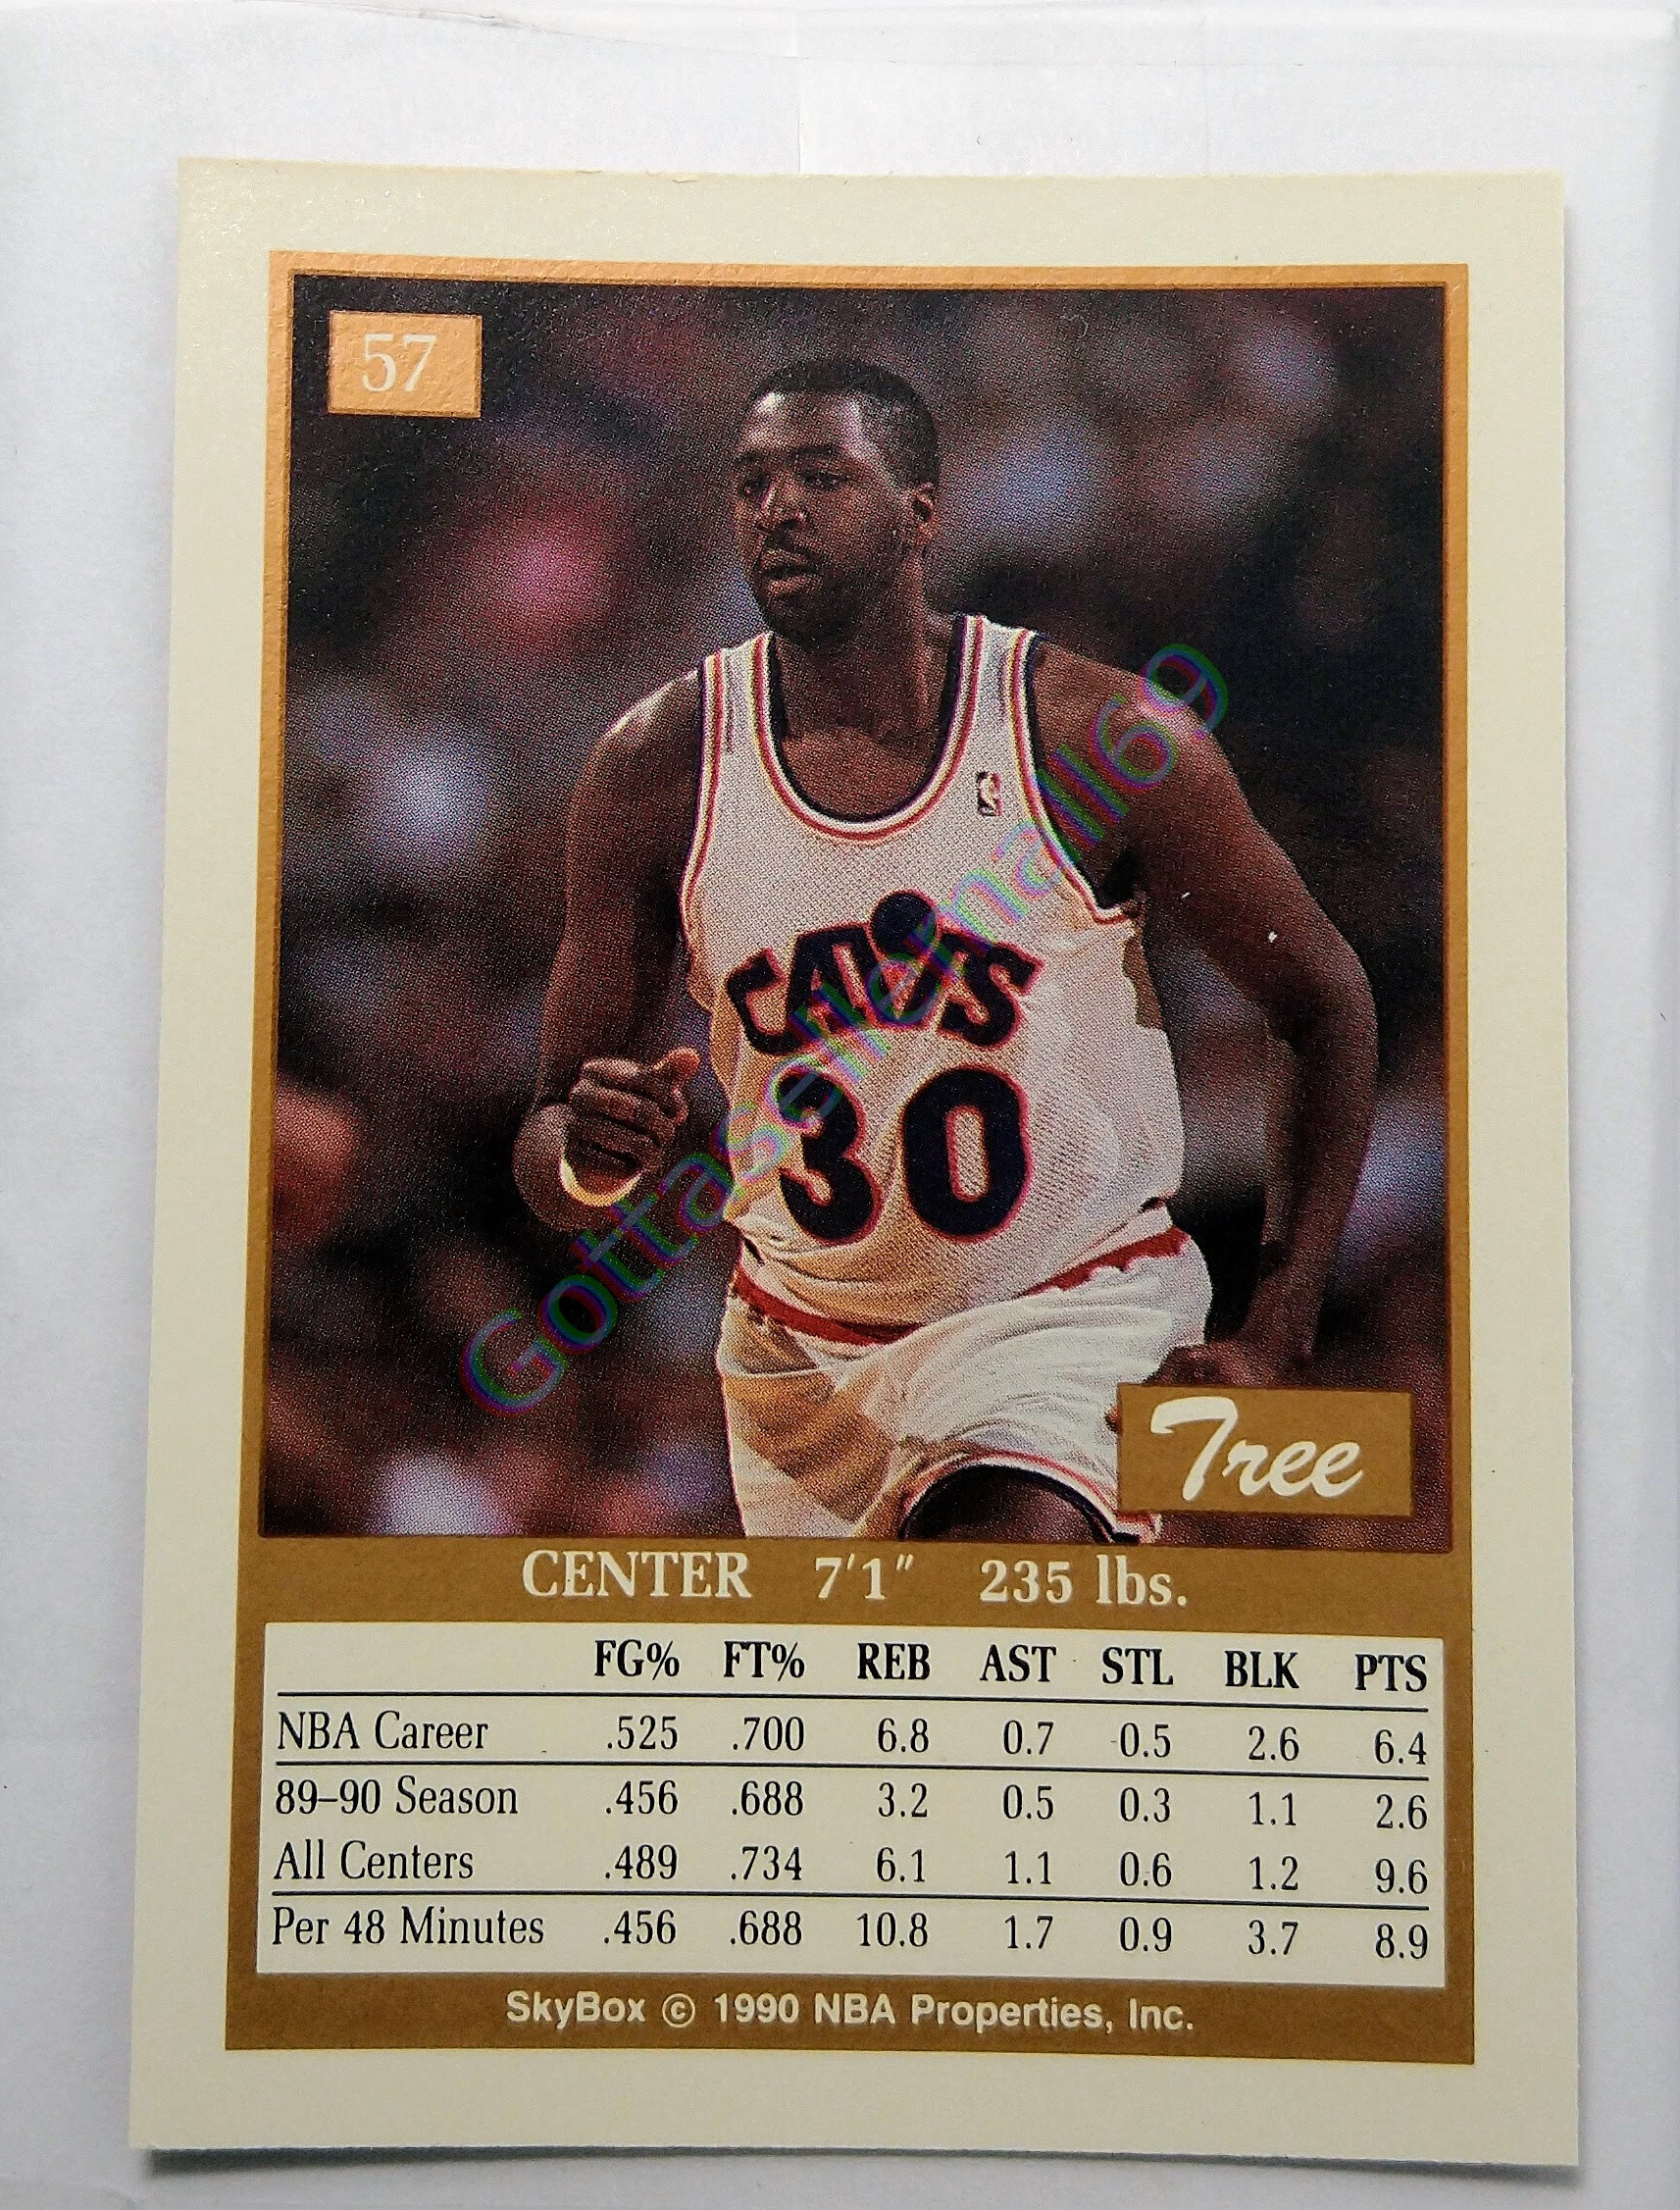 57
CAVS
30
Gottasellemall69
Tree
CENTER 7'1" 235 lbs.
FG% FT% REB AST STL BLK PTS
NBA Career .525 .700 6.8 0.7 0.5 2.6 6.4
89–90 Season .456 .688 3.2 0.5 0.3 1.1 2.6
All Centers .489 .734 6.1 1.1 0.6 1.2 9.6
Per 48 Minutes .456 .688 10.8 1.7 0.9 3.7 8.9
SkyBox © 1990 NBA Properties, Inc.